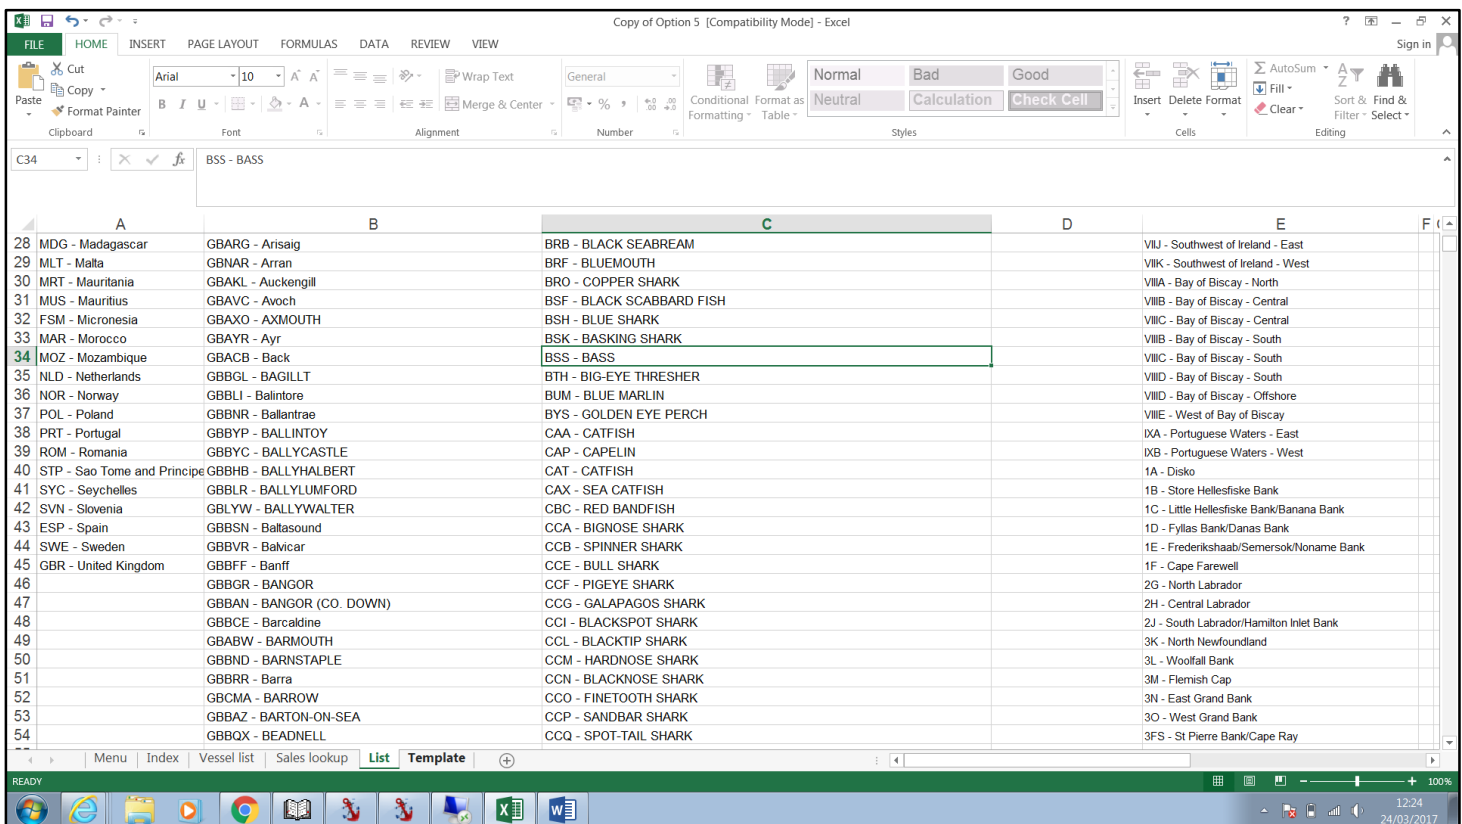 Copy of Option 5 [Compatibility Mode] - Excel
FILE HOME INSERT PAGE LAYOUT FORMULAS DATA REVIEW VIEW Sign in
Cut
Copy
Format Painter
Paste
Arial 10
B I U
Wrap Text
Merge & Center
General
Conditional Formatting
Format as Table
Normal Bad Good
Neutral Calculation Check Cell
Insert Delete Format
AutoSum
Fill
Clear
Sort & Filter
Find & Select
Clipboard Font Alignment Number Styles Cells Editing
C34 fx BSS - BASS
A B C D E F
28 MDG - Madagascar GBARG - Arisaig BRB - BLACK SEABREAM VIIJ - Southwest of Ireland - East
29 MLT - Malta GBNAR - Arran BRF - BLUEMOUTH VIIK - Southwest of Ireland - West
30 MRT - Mauritania GBAKL - Auckengill BRO - COPPER SHARK VIIIA - Bay of Biscay - North
31 MUS - Mauritius GBAVC - Avoch BSF - BLACK SCABBARD FISH VIIIB - Bay of Biscay - Central
32 FSM - Micronesia GBAXO - AXMOUTH BSH - BLUE SHARK VIIIC - Bay of Biscay - Central
33 MAR - Morocco GBAYR - Ayr BSK - BASKING SHARK VIIIB - Bay of Biscay - South
34 MOZ - Mozambique GBACB - Back BSS - BASS VIIIC - Bay of Biscay - South
35 NLD - Netherlands GBBGL - BAGILLT BTH - BIG-EYE THRESHER VIIID - Bay of Biscay - South
36 NOR - Norway GBBLI - Balintore BUM - BLUE MARLIN VIIID - Bay of Biscay - Offshore
37 POL - Poland GBBNR - Ballantrae BYS - GOLDEN EYE PERCH VIIIE - West of Bay of Biscay
38 PRT - Portugal GBBYP - BALLINTOY CAA - CATFISH IXA - Portuguese Waters - East
39 ROM - Romania GBBYC - BALLYCASTLE CAP - CAPELIN IXB - Portuguese Waters - West
40 STP - Sao Tome and Principe GBBHB - BALLYHALBERT CAT - CATFISH 1A - Disko
41 SYC - Seychelles GBBLR - BALLYLUMFORD CAX - SEA CATFISH 1B - Store Hellesfiske Bank
42 SVN - Slovenia GBLYW - BALLYWALTER CBC - RED BANDFISH 1C - Little Hellesfiske Bank/Banana Bank
43 ESP - Spain GBBSN - Baltasound CCA - BIGNOSE SHARK 1D - Fyllas Bank/Danas Bank
44 SWE - Sweden GBBVR - Balvicar CCB - SPINNER SHARK 1E - Frederikshaab/Semersok/Noname Bank
45 GBR - United Kingdom GBBFF - Banff CCE - BULL SHARK 1F - Cape Farewell
46 GBBGR - BANGOR CCF - PIGEYE SHARK 2G - North Labrador
47 GBBAN - BANGOR (CO. DOWN) CCG - GALAPAGOS SHARK 2H - Central Labrador
48 GBBCE - Barcaldine CCI - BLACKSPOT SHARK 2J - South Labrador/Hamilton Inlet Bank
49 GBABW - BARMOUTH CCL - BLACKTIP SHARK 3K - North Newfoundland
50 GBBND - BARNSTAPLE CCM - HARDNOSE SHARK 3L - Woolfall Bank
51 GBBRR - Barra CCN - BLACKNOSE SHARK 3M - Flemish Cap
52 GBCMA - BARROW CCO - FINETOOTH SHARK 3N - East Grand Bank
53 GBBAZ - BARTON-ON-SEA CCP - SANDBAR SHARK 3O - West Grand Bank
54 GBBQX - BEADNELL CCQ - SPOT-TAIL SHARK 3FS - St Pierre Bank/Cape Ray
Menu Index Vessel list Sales lookup List Template
READY 100%
12:24
24/03/2017